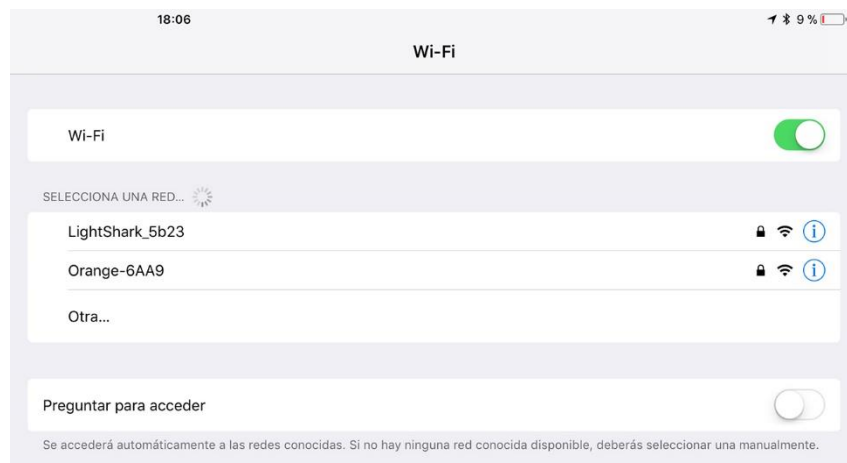 18:06
9 %
Wi-Fi
Wi-Fi
SELECCIONA UNA RED...
LightShark_5b23
Orange-6AA9
Otra...
Preguntar para acceder
Se accederá automáticamente a las redes conocidas. Si no hay ninguna red conocida disponible, deberás seleccionar una manualmente.